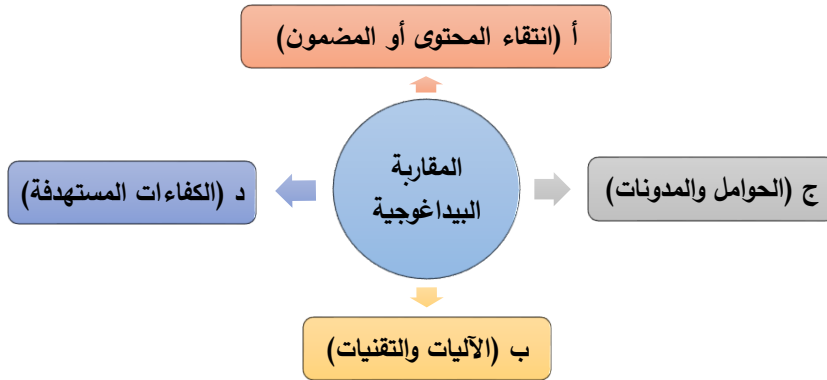 أ (انتقاء المحتوى أو المضمون)
المقاربة
البيداغوجية
ج (الحوامل والمدونات)
د (الكفاءات المستهدفة)
ب (الآليات والتقنيات)